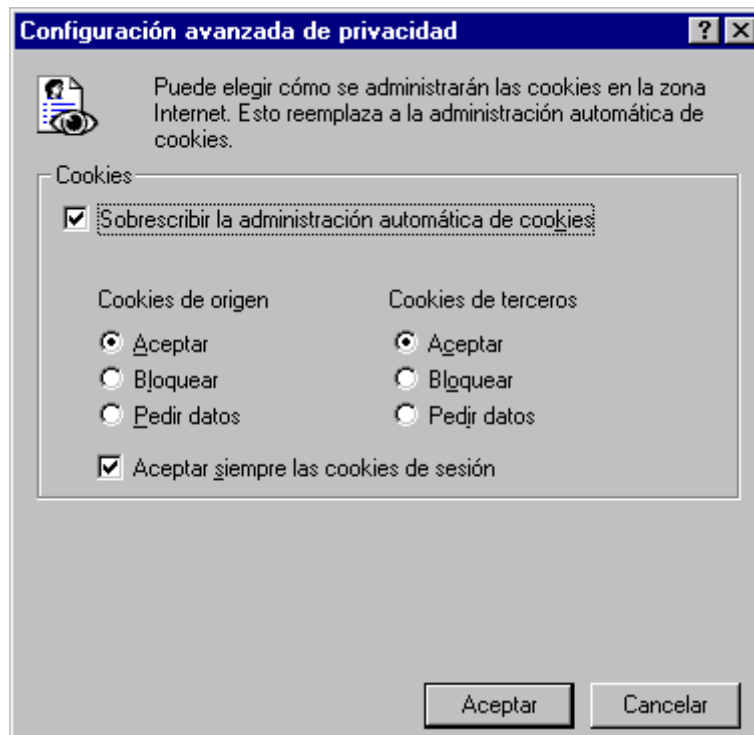 Configuración avanzada de privacidad
Puede elegir cómo se administrarán las cookies en la zona
Internet. Esto reemplaza a la administración automática de
cookies.
Cookies
Sobrescribir la administración automática de cookies
Cookies de origen Cookies de terceros
Aceptar Aceptar
Bloquear Bloquear
Pedir datos Pedir datos
Aceptar siempre las cookies de sesión
Aceptar Cancelar